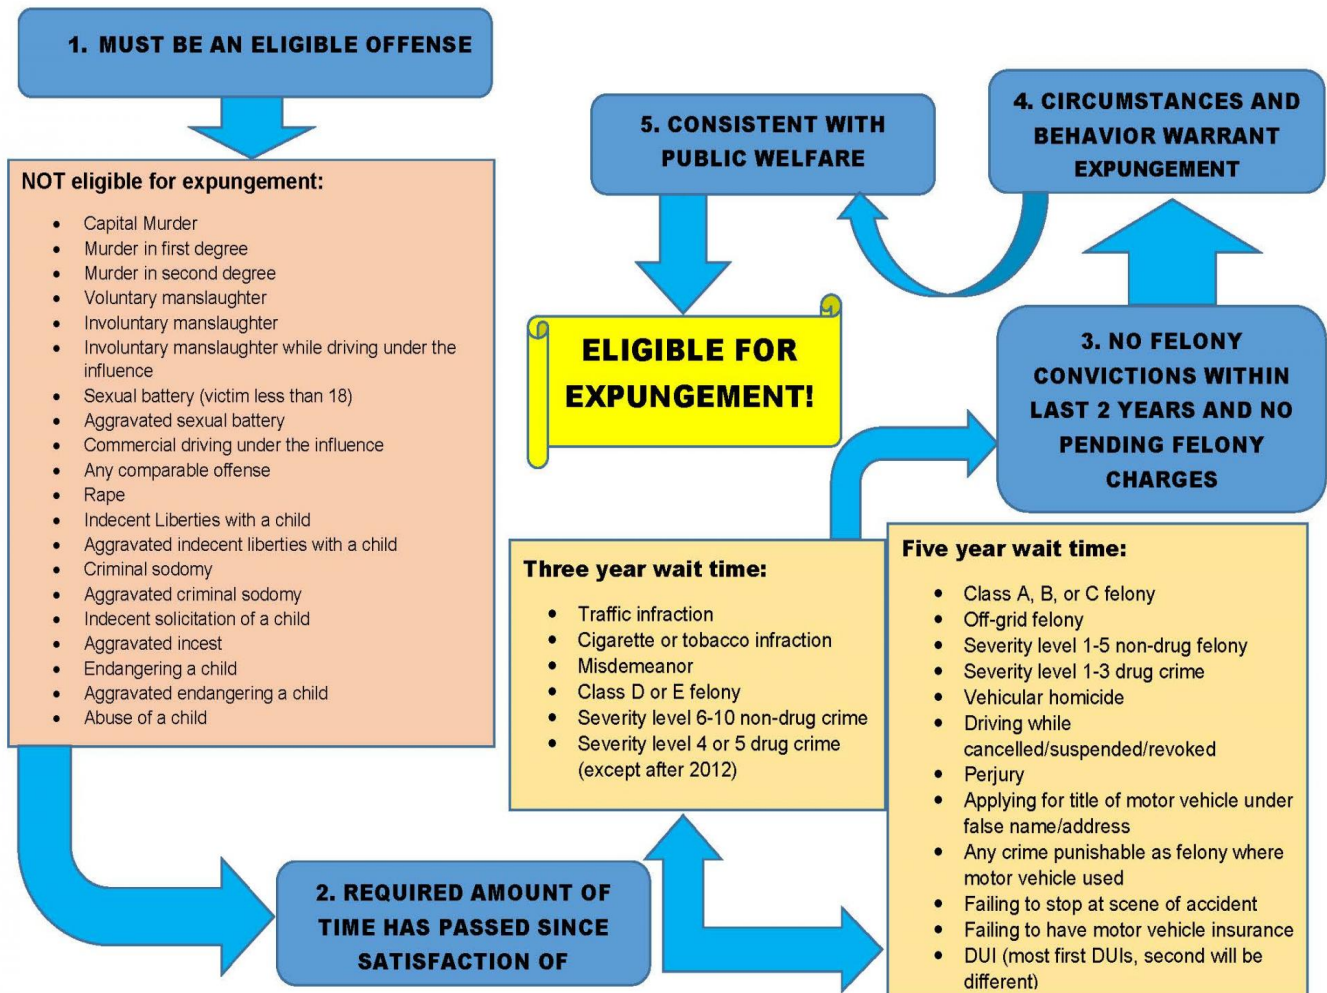 1. MUST BE AN ELIGIBLE OFFENSE
NOT eligible for expungement:
• Capital Murder
• Murder in first degree
• Murder in second degree
• Voluntary manslaughter
• Involuntary manslaughter
• Involuntary manslaughter while driving under the
influence
• Sexual battery (victim less than 18)
• Aggravated sexual battery
• Commercial driving under the influence
• Any comparable offense
• Rape
• Indecent Liberties with a child
• Aggravated indecent liberties with a child
• Criminal sodomy
• Aggravated criminal sodomy
• Indecent solicitation of a child
• Aggravated incest
• Endangering a child
• Aggravated endangering a child
• Abuse of a child
2. REQUIRED AMOUNT OF
TIME HAS PASSED SINCE
SATISFACTION OF
Three year wait time:
• Traffic infraction
• Cigarette or tobacco infraction
• Misdemeanor
• Class D or E felony
• Severity level 6-10 non-drug crime
• Severity level 4 or 5 drug crime
(except after 2012)
Five year wait time:
• Class A, B, or C felony
• Off-grid felony
• Severity level 1-5 non-drug felony
• Severity level 1-3 drug crime
• Vehicular homicide
• Driving while
cancelled/suspended/revoked
• Perjury
• Applying for title of motor vehicle under
false name/address
• Any crime punishable as felony where
motor vehicle used
• Failing to stop at scene of accident
• Failing to have motor vehicle insurance
• DUI (most first DUIs, second will be
different)
3. NO FELONY
CONVICTIONS WITHIN
LAST 2 YEARS AND NO
PENDING FELONY
CHARGES
4. CIRCUMSTANCES AND
BEHAVIOR WARRANT
EXPUNGEMENT
5. CONSISTENT WITH
PUBLIC WELFARE
ELIGIBLE FOR
EXPUNGEMENT!